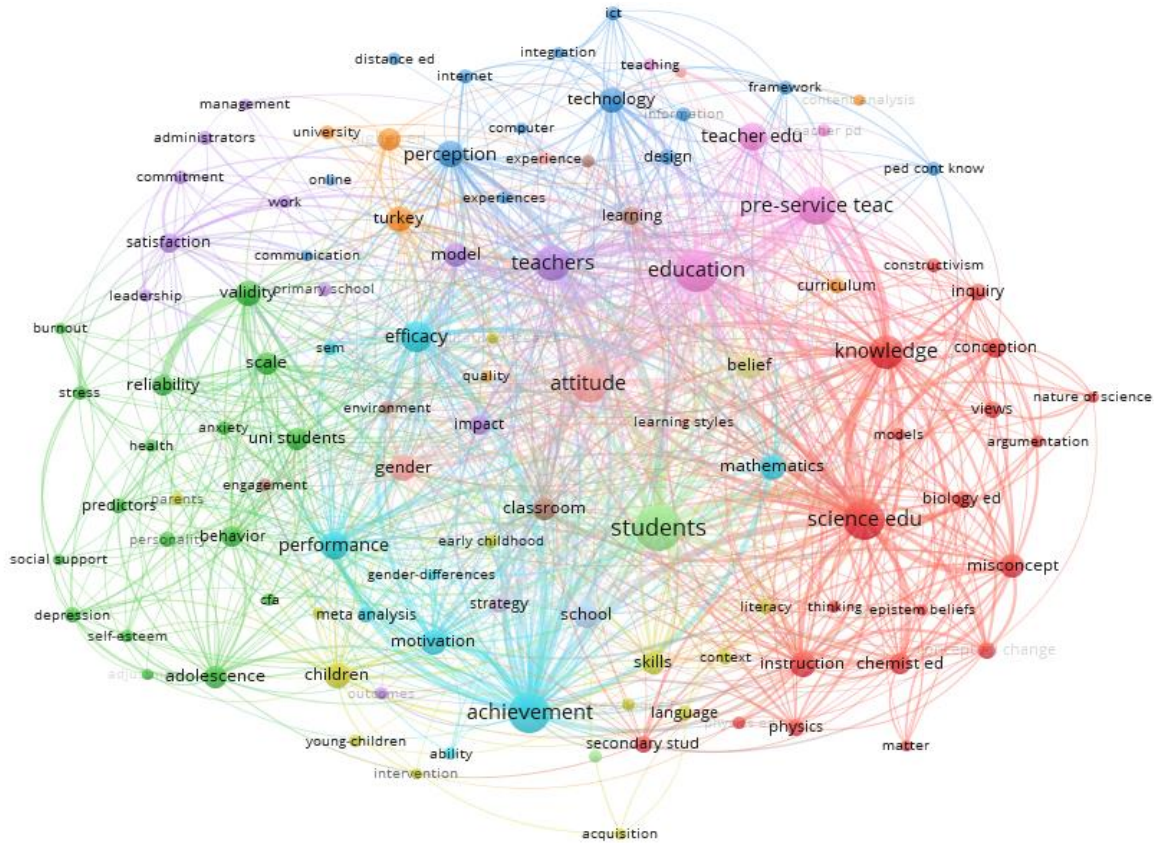 ict
integration
distance ed
teaching
internet
framework
technology
content analysis
management
information
computer
university
administrators
teacher edu
teacher pd
perception
experience
design
ped cont know
commitment
online
experiences
work
pre-service teac
turkey
learning
satisfaction
model
communication
teachers
education
constructivism
leadership
validity
primary school
curriculum
inquiry
burnout
efficacy
sem
knowledge
conception
scale
belief
reliability
quality
attitude
stress
nature of science
environment
views
impact
learning styles
anxiety
models
argumentation
health
uni students
gender
mathematics
engagement
parents
predictors
classroom
biology ed
students
science edu
personality
behavior
early childhood
performance
social support
misconcept
gender-differences
cfa
strategy
literacy
thinking
epistem beliefs
depression
meta analysis
school
self-esteem
motivation
change
skills
context
instruction
chemist ed
adolescence
children
outcomes
achievement
language
physics
young-children
secondary stud
matter
ability
intervention
acquisition